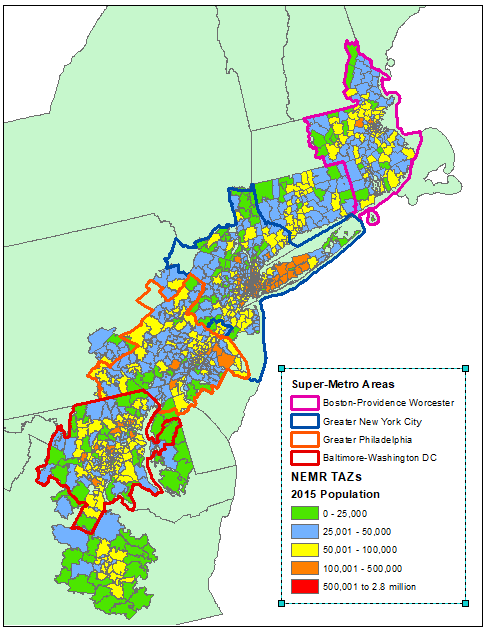 Super-Metro Areas
Boston-Providence Worcester
Greater New York City
Greater Philadelphia
Baltimore-Washington DC
NEMR TAZs
2015 Population
0 - 25,000
25,001 - 50,000
50,001 - 100,000
100,001 - 500,000
500,001 to 2.8 million